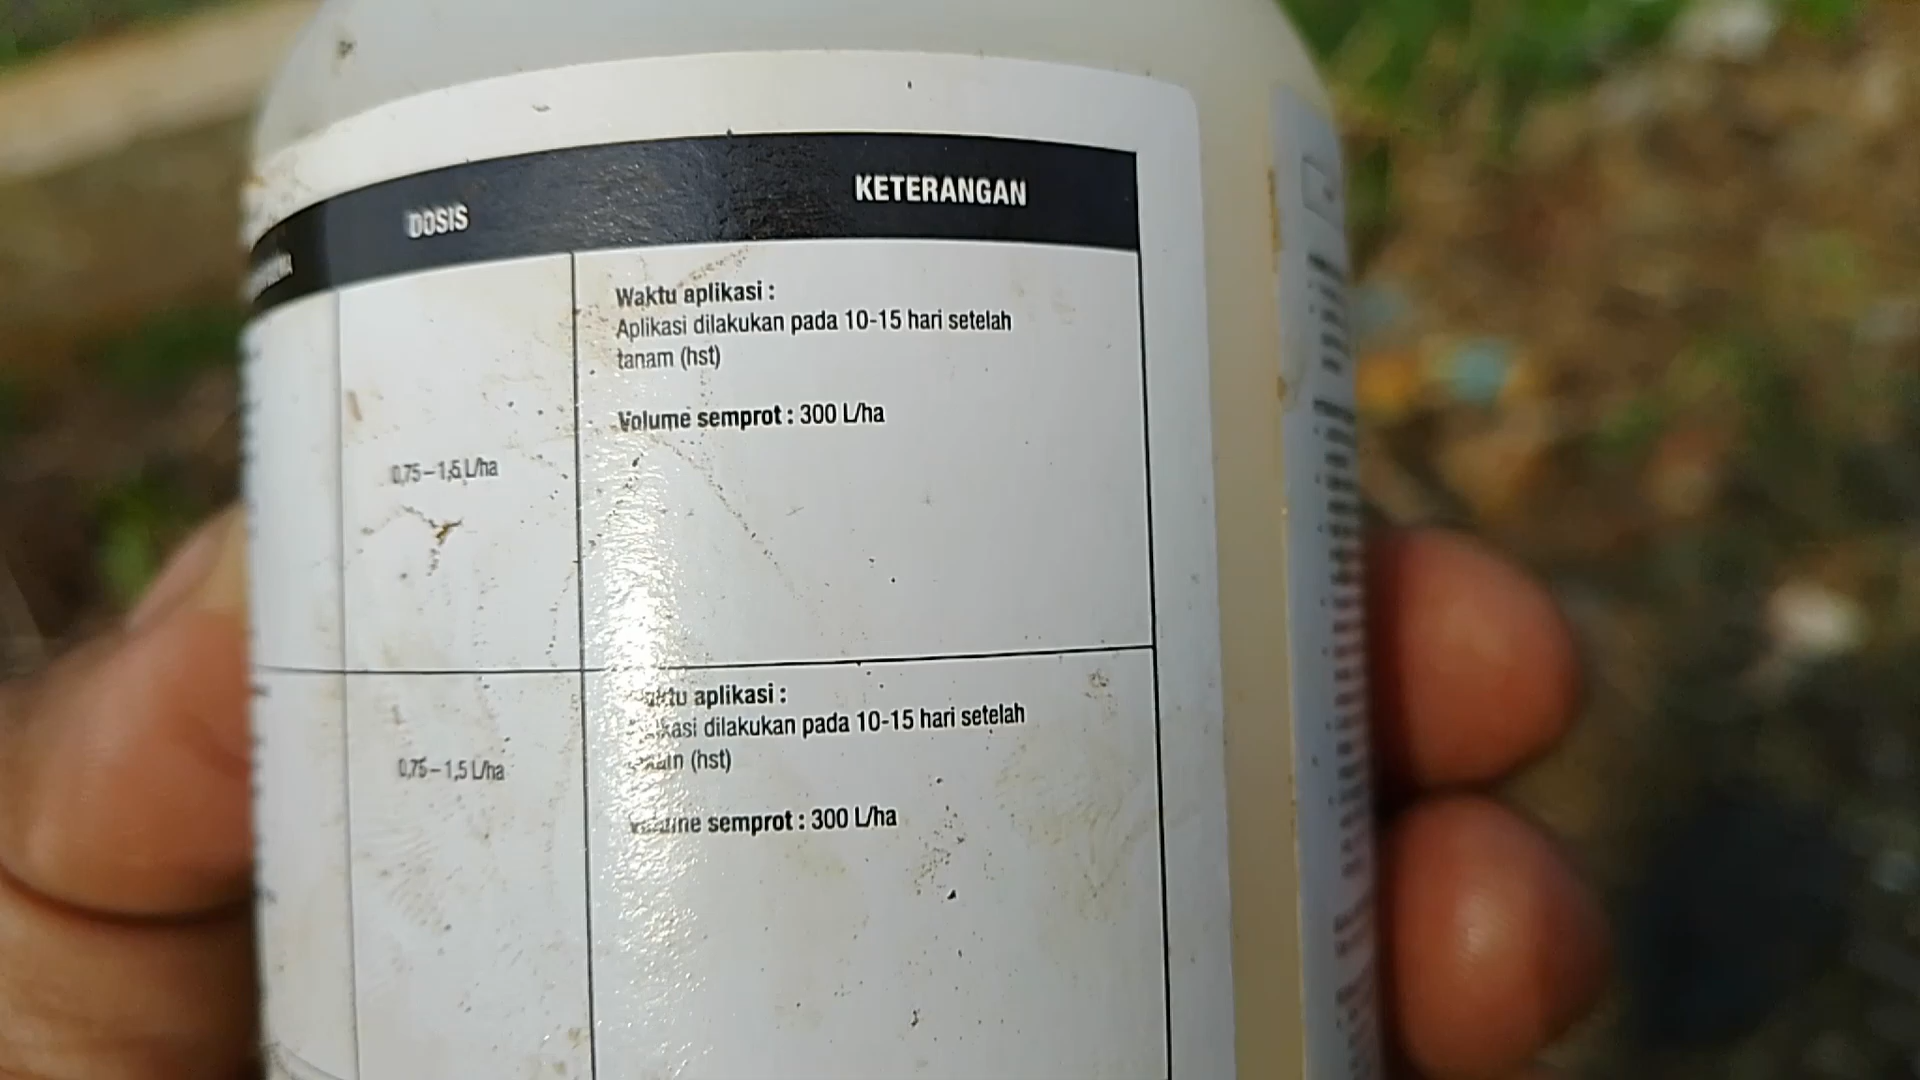 DOSIS
KETERANGAN
0,75–1,5 L/ha
Waktu aplikasi :
Aplikasi dilakukan pada 10-15 hari setelah
tanam (hst)
Volume semprot : 300 L/ha
0,75–1,5 L/ha
aplikasi :
dilakukan pada 10-15 hari setelah
(hst)
semprot : 300 L/ha